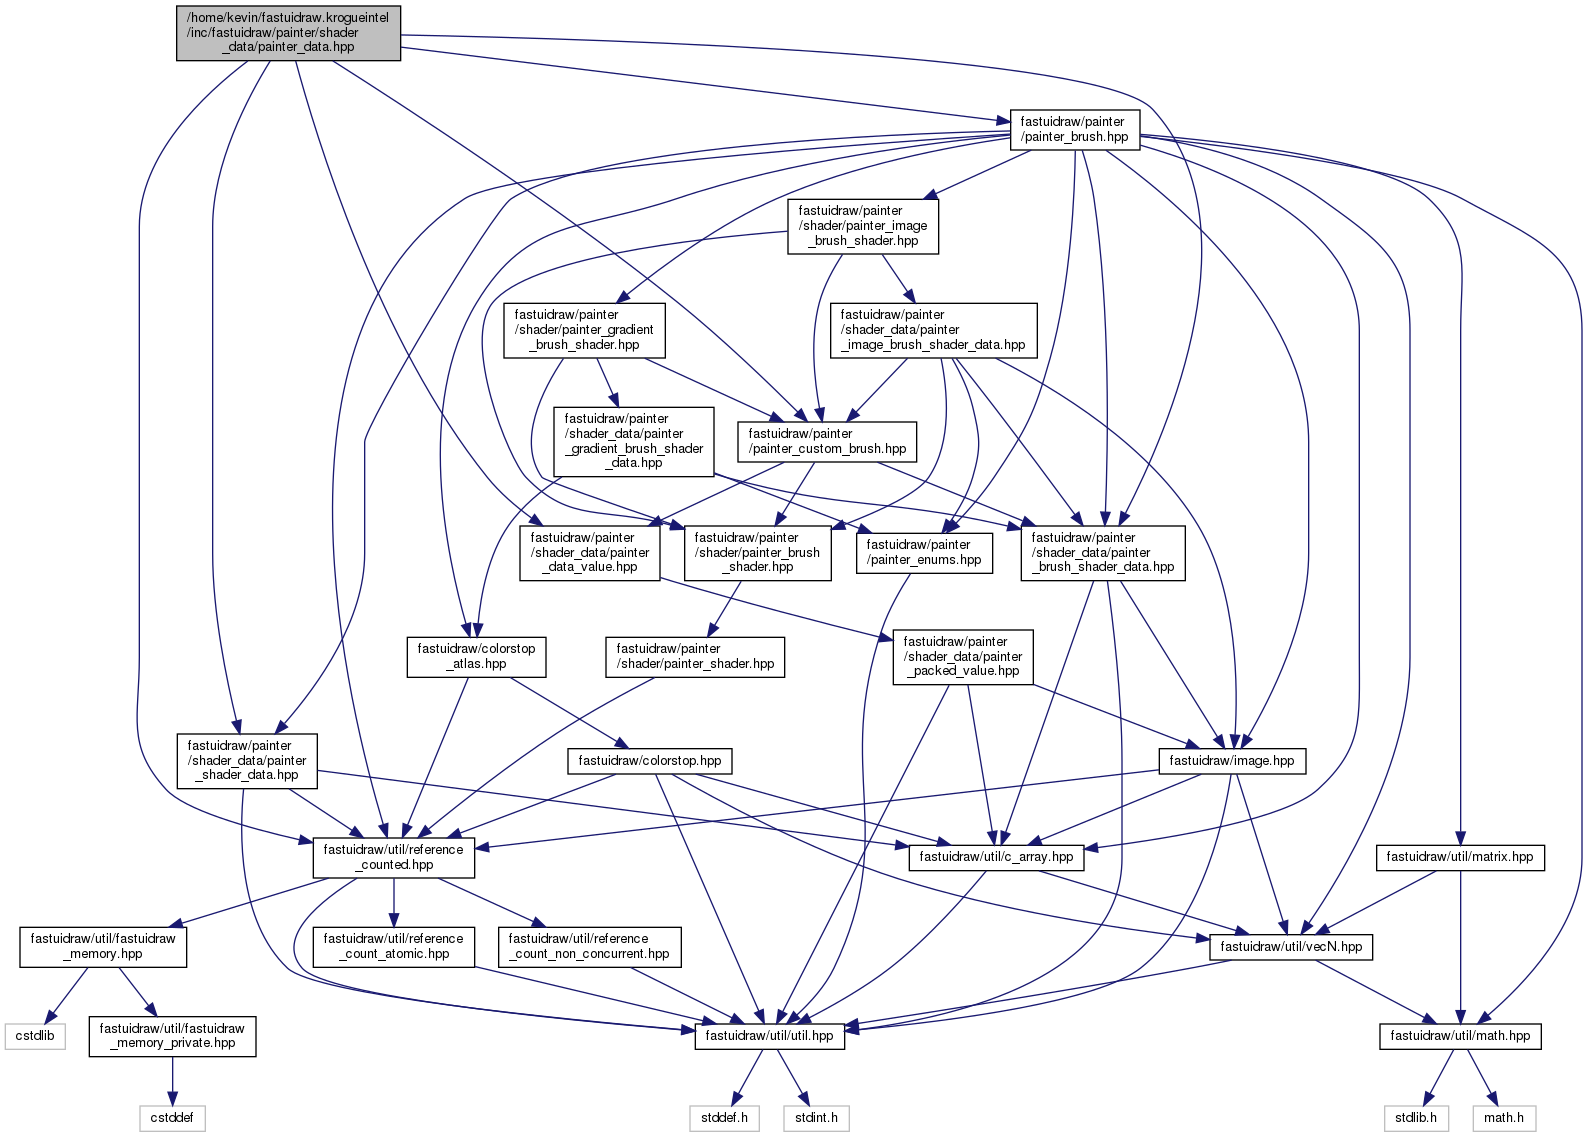 /home/kevin/fastuidraw.krogueintel
/inc/fastuidraw/painter/shader
_data/painter_data.hpp
fastuidraw/painter
/painter_brush.hpp
fastuidraw/painter
/shader/painter_image
_brush_shader.hpp
fastuidraw/painter
/shader/painter_gradient
_brush_shader.hpp
fastuidraw/painter
/shader_data/painter
_image_brush_shader_data.hpp
fastuidraw/painter
/shader_data/painter
_gradient_brush_shader
_data.hpp
fastuidraw/painter
/painter_custom_brush.hpp
fastuidraw/painter
/shader_data/painter
_data_value.hpp
fastuidraw/painter
/shader/painter_brush
_shader.hpp
fastuidraw/painter
/painter_enums.hpp
fastuidraw/painter
/shader_data/painter
_brush_shader_data.hpp
fastuidraw/colorstop
_atlas.hpp
fastuidraw/painter
/shader/painter_shader.hpp
fastuidraw/painter
/shader_data/painter
_packed_value.hpp
fastuidraw/painter
/shader_data/painter
_shader_data.hpp
fastuidraw/colorstop.hpp
fastuidraw/image.hpp
fastuidraw/util/reference
_counted.hpp
fastuidraw/util/c_array.hpp
fastuidraw/util/matrix.hpp
fastuidraw/util/fastuidraw
_memory.hpp
fastuidraw/util/reference
_count_atomic.hpp
fastuidraw/util/reference
_count_non_concurrent.hpp
fastuidraw/util/vecN.hpp
cstdlib
fastuidraw/util/fastuidraw
_memory_private.hpp
fastuidraw/util/util.hpp
fastuidraw/util/math.hpp
cstddef
stddef.h
stdint.h
stdlib.h
math.h